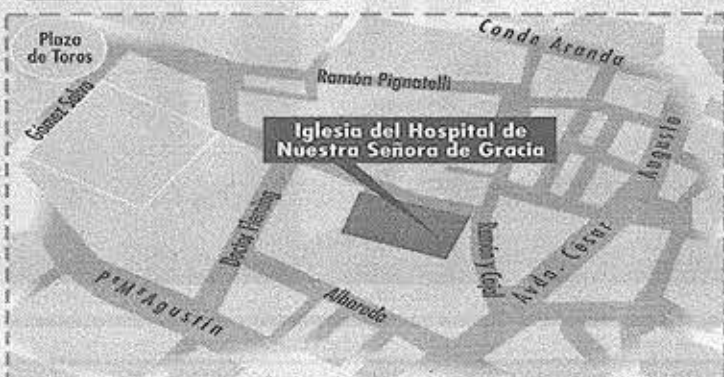 Plaza
de Toros
Conde Aranda
Ramón Pignatelli
Gómez Salvo
Iglesia del Hospital de
Nuestra Señora de Gracia
Augusto
Doctor Fleming
Ramón y Cajal
Avda. César
Pº Mª Agustín
Albareda